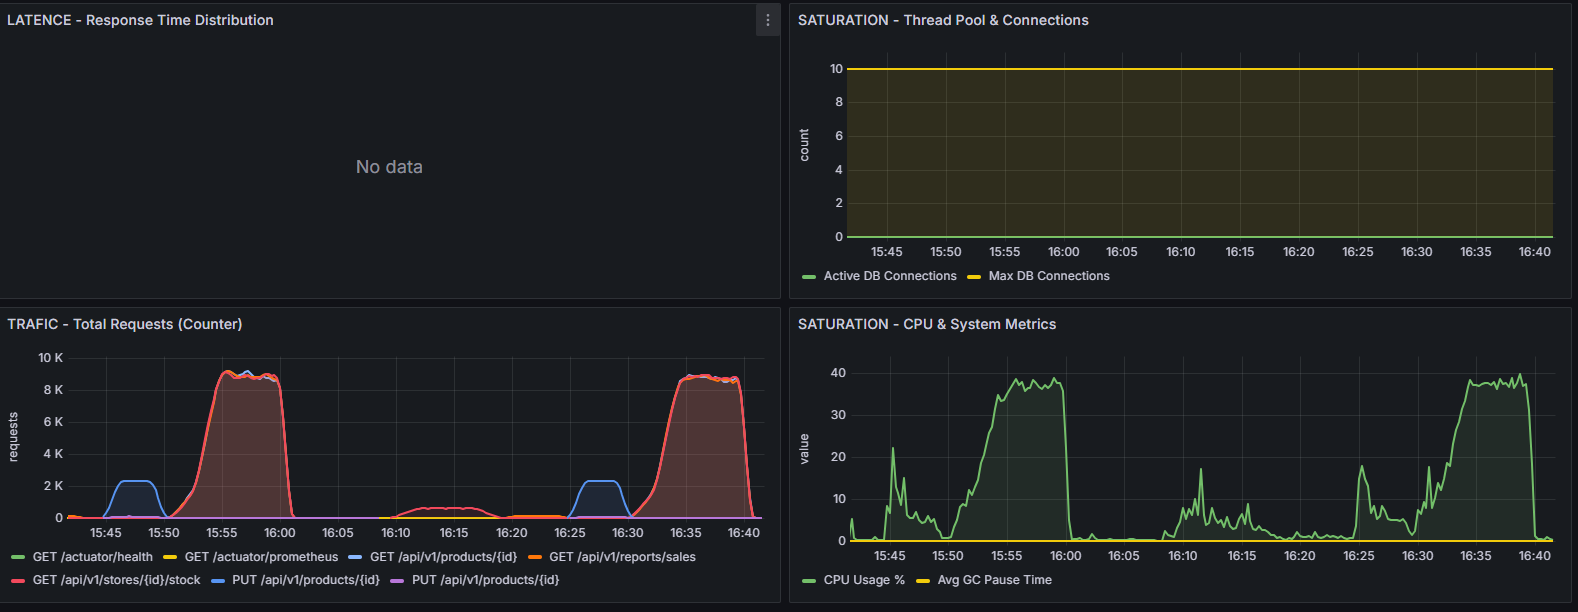 LATENCE - Response Time Distribution
No data
SATURATION - Thread Pool & Connections
count
10
8
6
4
2
0
15:45 15:50 15:55 16:00 16:05 16:10 16:15 16:20 16:25 16:30 16:35 16:40
Active DB Connections Max DB Connections
TRAFIC - Total Requests (Counter)
requests
10 K
8 K
6 K
4 K
2 K
0
15:45 15:50 15:55 16:00 16:05 16:10 16:15 16:20 16:25 16:30 16:35 16:40
GET /actuator/health GET /actuator/prometheus GET /api/v1/products/{id} GET /api/v1/reports/sales
GET /api/v1/stores/{id}/stock PUT /api/v1/products/{id} PUT /api/v1/products/{id}
SATURATION - CPU & System Metrics
value
40
30
20
10
0
15:45 15:50 15:55 16:00 16:05 16:10 16:15 16:20 16:25 16:30 16:35 16:40
CPU Usage % Avg GC Pause Time